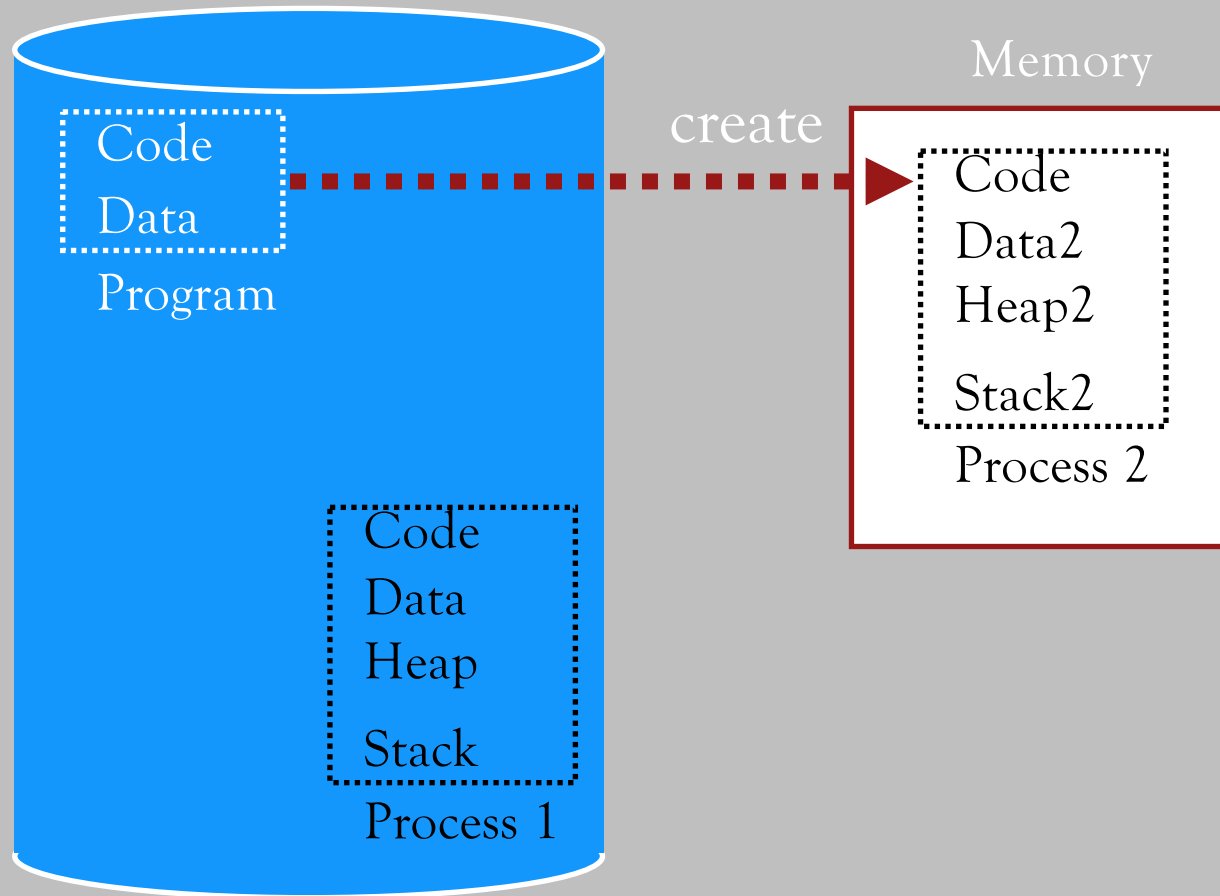 Memory
create
Code
Data
Program
Code
Data2
Heap2
Stack2
Process 2
Code
Data
Heap
Stack
Process 1